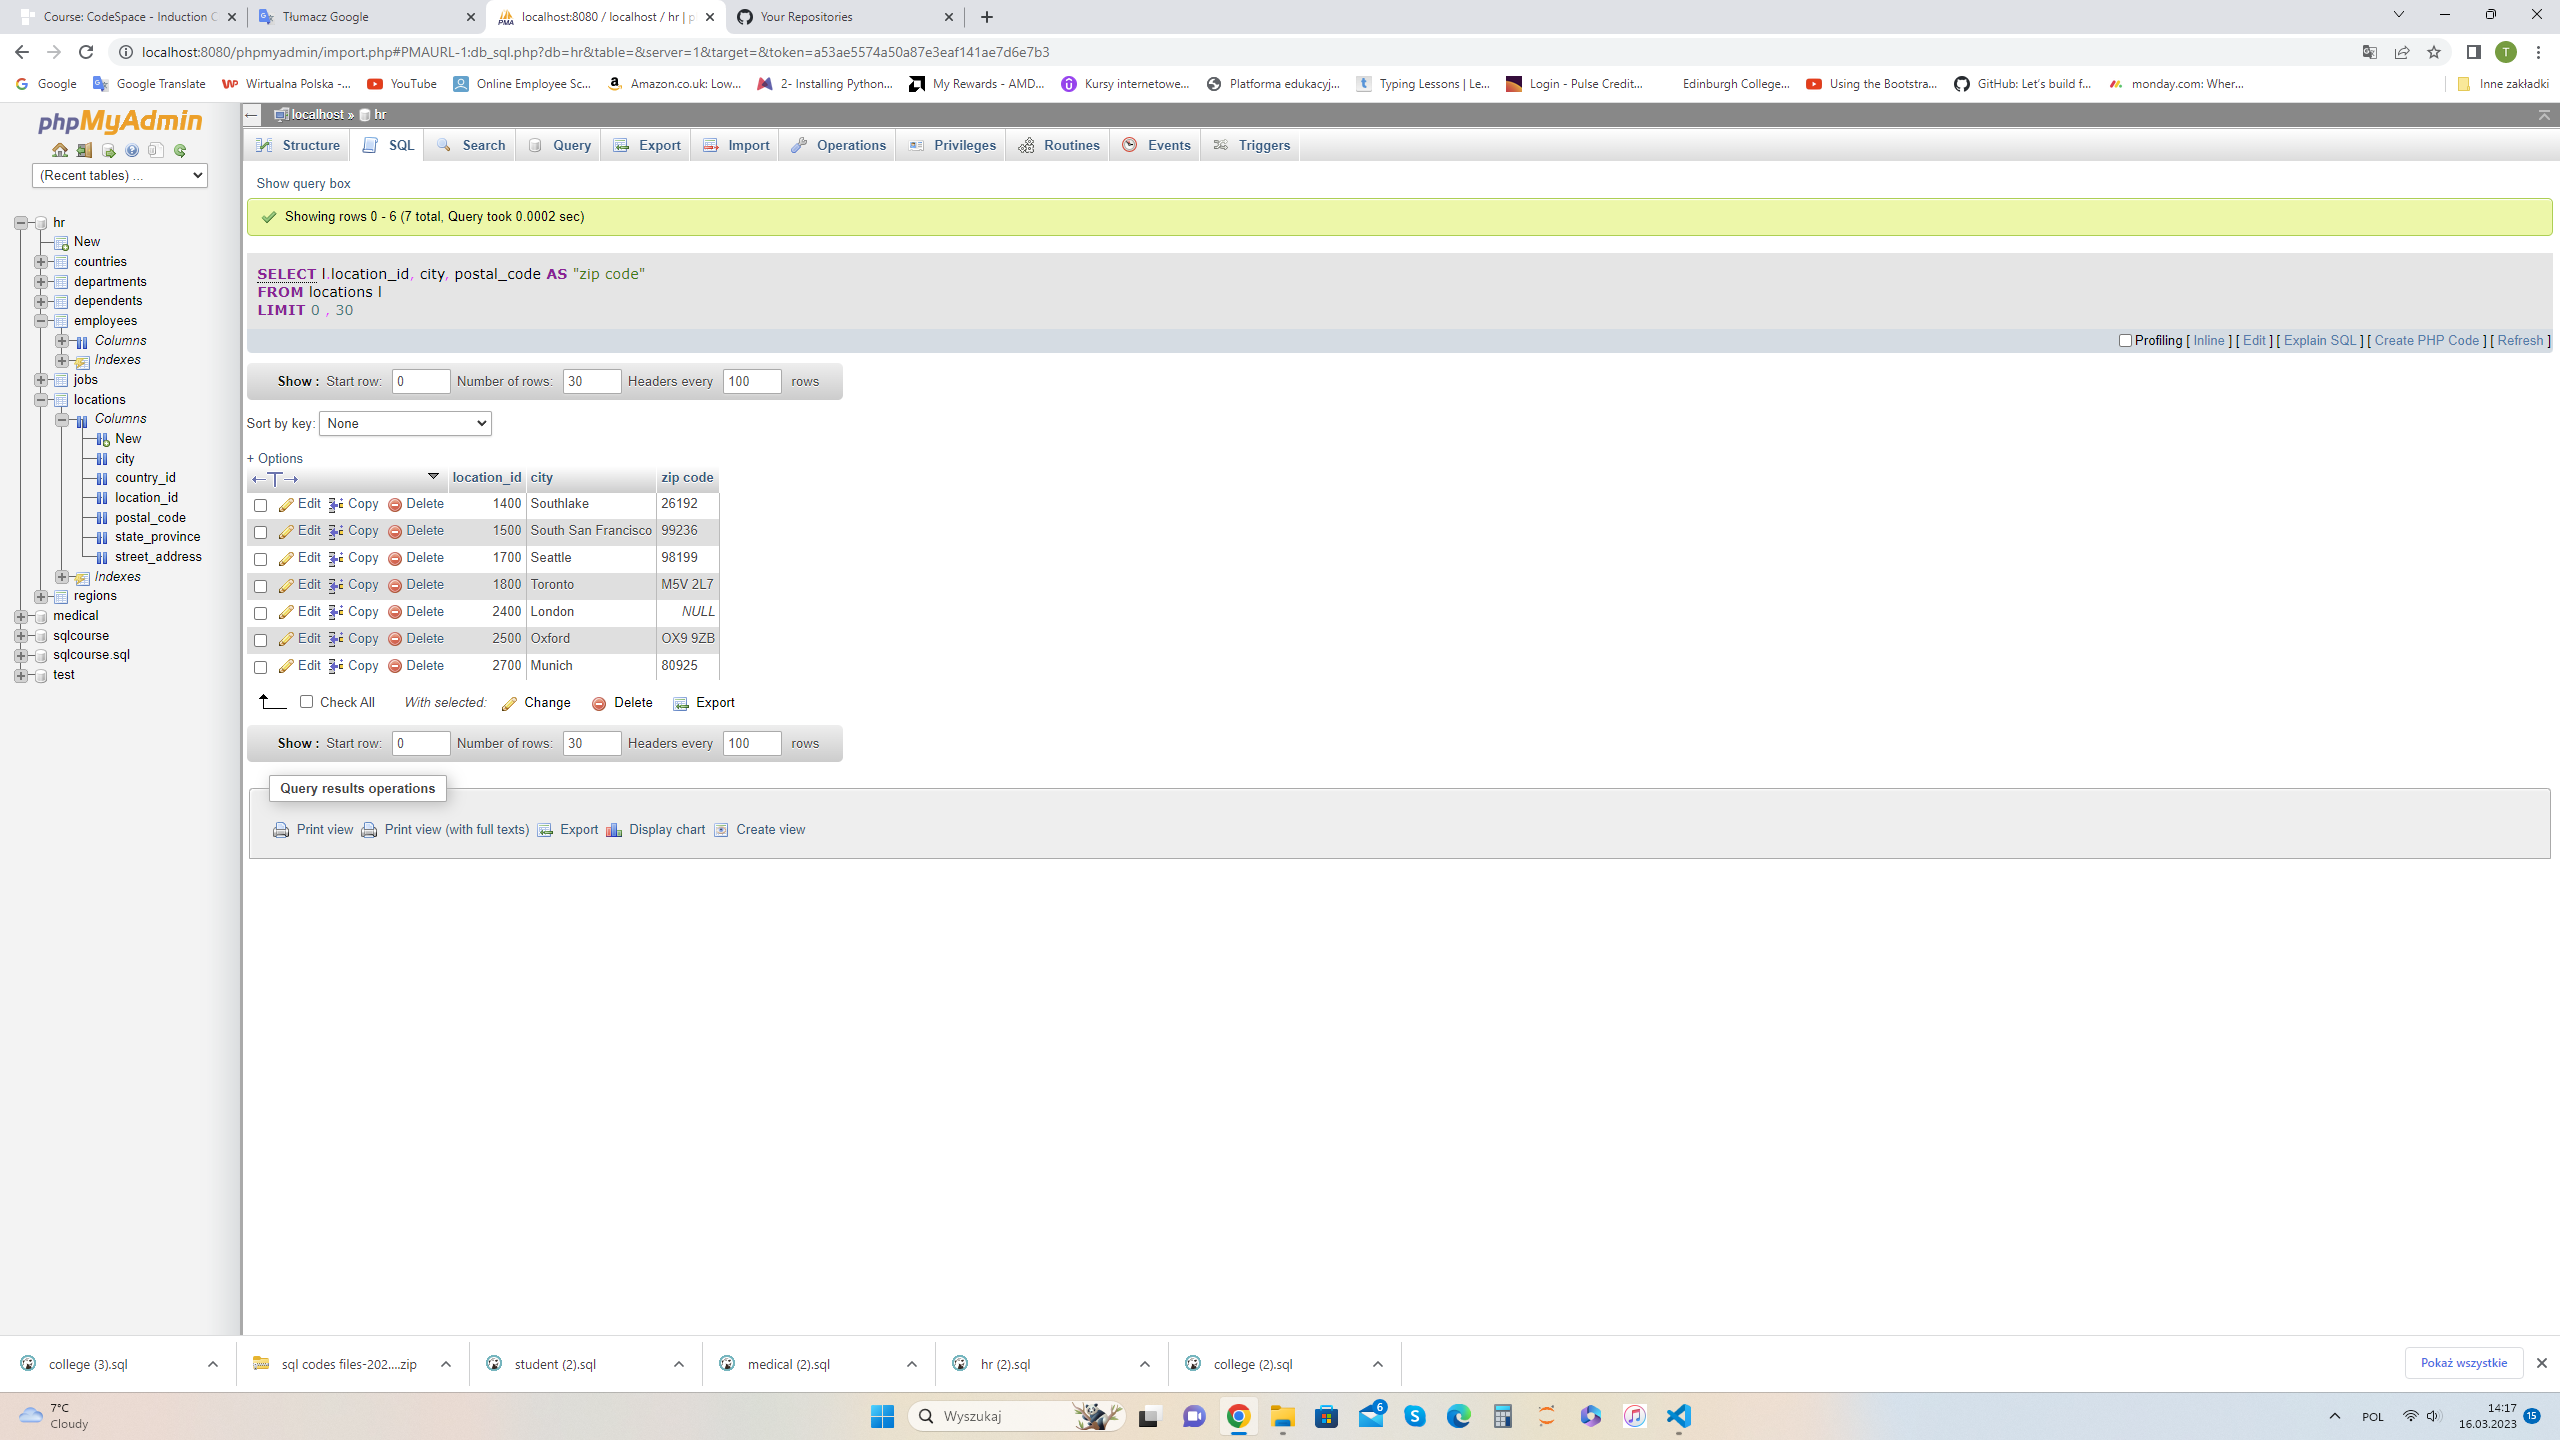 Course: CodeSpace - Induction C
Tłumacz Google
localhost:8080 / localhost / hr | p
Your Repositories
localhost:8080/phpmyadmin/import.php#PMAURL-1:db_sql.php?db=hr&table=&server=1&target=&token=a53ae5574a50a87e3eaf141ae7d6e7b3
T
Google
Google Translate
Wirtualna Polska -...
YouTube
Online Employee Sc...
Amazon.co.uk: Low...
2- Installing Python...
My Rewards - AMD...
Kursy internetowe...
Platforma edukacyj...
Typing Lessons | Le...
Login - Pulse Credit...
Edinburgh College...
Using the Bootstra...
GitHub: Let's build f...
monday.com: Wher...
Inne zakładki
phpMyAdmin
(Recent tables) ...
hr
New
countries
departments
dependents
employees
Columns
Indexes
jobs
locations
Columns
New
city
country_id
location_id
postal_code
state_province
street_address
Indexes
regions
medical
sqlcourse
sqlcourse.sql
test
localhost » hr
Structure SQL Search Query Export Import Operations Privileges Routines Events Triggers
Show query box
Showing rows 0 - 6 (7 total, Query took 0.0002 sec)
SELECT l.location_id, city, postal_code AS "zip code"
FROM locations l
LIMIT 0 , 30
Profiling [ Inline ] [ Edit ] [ Explain SQL ] [ Create PHP Code ] [ Refresh ]
Show : Start row: 0 Number of rows: 30 Headers every 100 rows
Sort by key: None
+ Options
←T→ location_id city zip code
Edit Copy Delete 1400 Southlake 26192
Edit Copy Delete 1500 South San Francisco 99236
Edit Copy Delete 1700 Seattle 98199
Edit Copy Delete 1800 Toronto M5V 2L7
Edit Copy Delete 2400 London NULL
Edit Copy Delete 2500 Oxford OX9 9ZB
Edit Copy Delete 2700 Munich 80925
Check All With selected: Change Delete Export
Show : Start row: 0 Number of rows: 30 Headers every 100 rows
Query results operations
Print view Print view (with full texts) Export Display chart Create view
college (3).sql
sql codes files-202....zip
student (2).sql
medical (2).sql
hr (2).sql
college (2).sql
Pokaż wszystkie
7°C
Cloudy
Wyszukaj
6
POL
14:17
16.03.2023
15